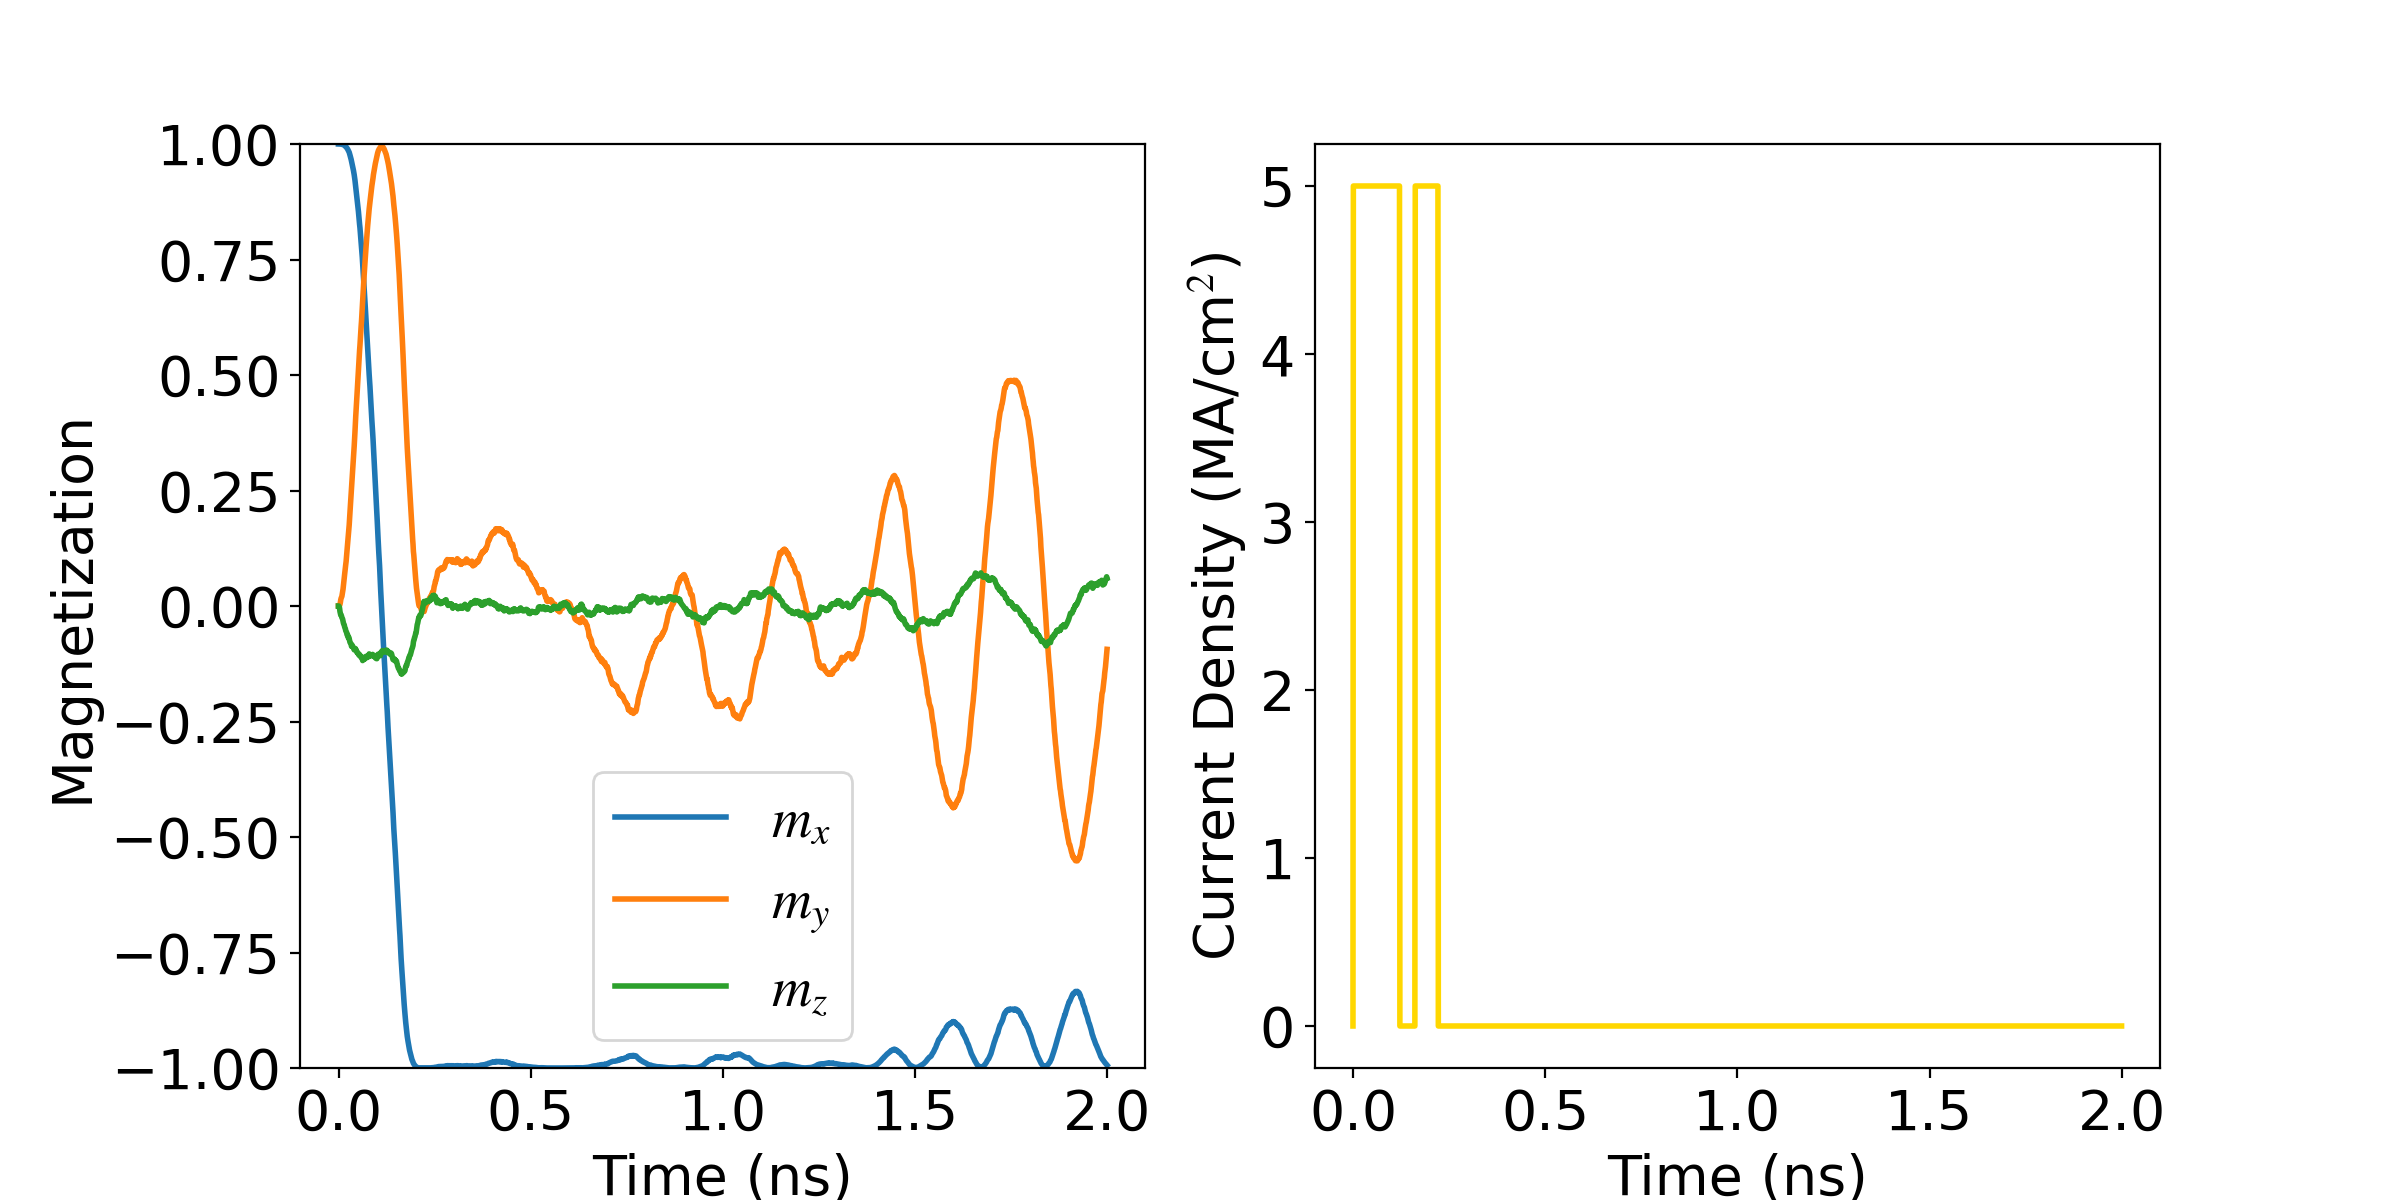 1.00
0.75
0.50
0.25
0.00
−0.25
−0.50
−0.75
−1.00
Magnetization
0.0 0.5 1.0 1.5 2.0
Time (ns)
m_x
m_y
m_z
5
4
3
2
1
0
Current Density (MA/cm²)
0.0 0.5 1.0 1.5 2.0
Time (ns)